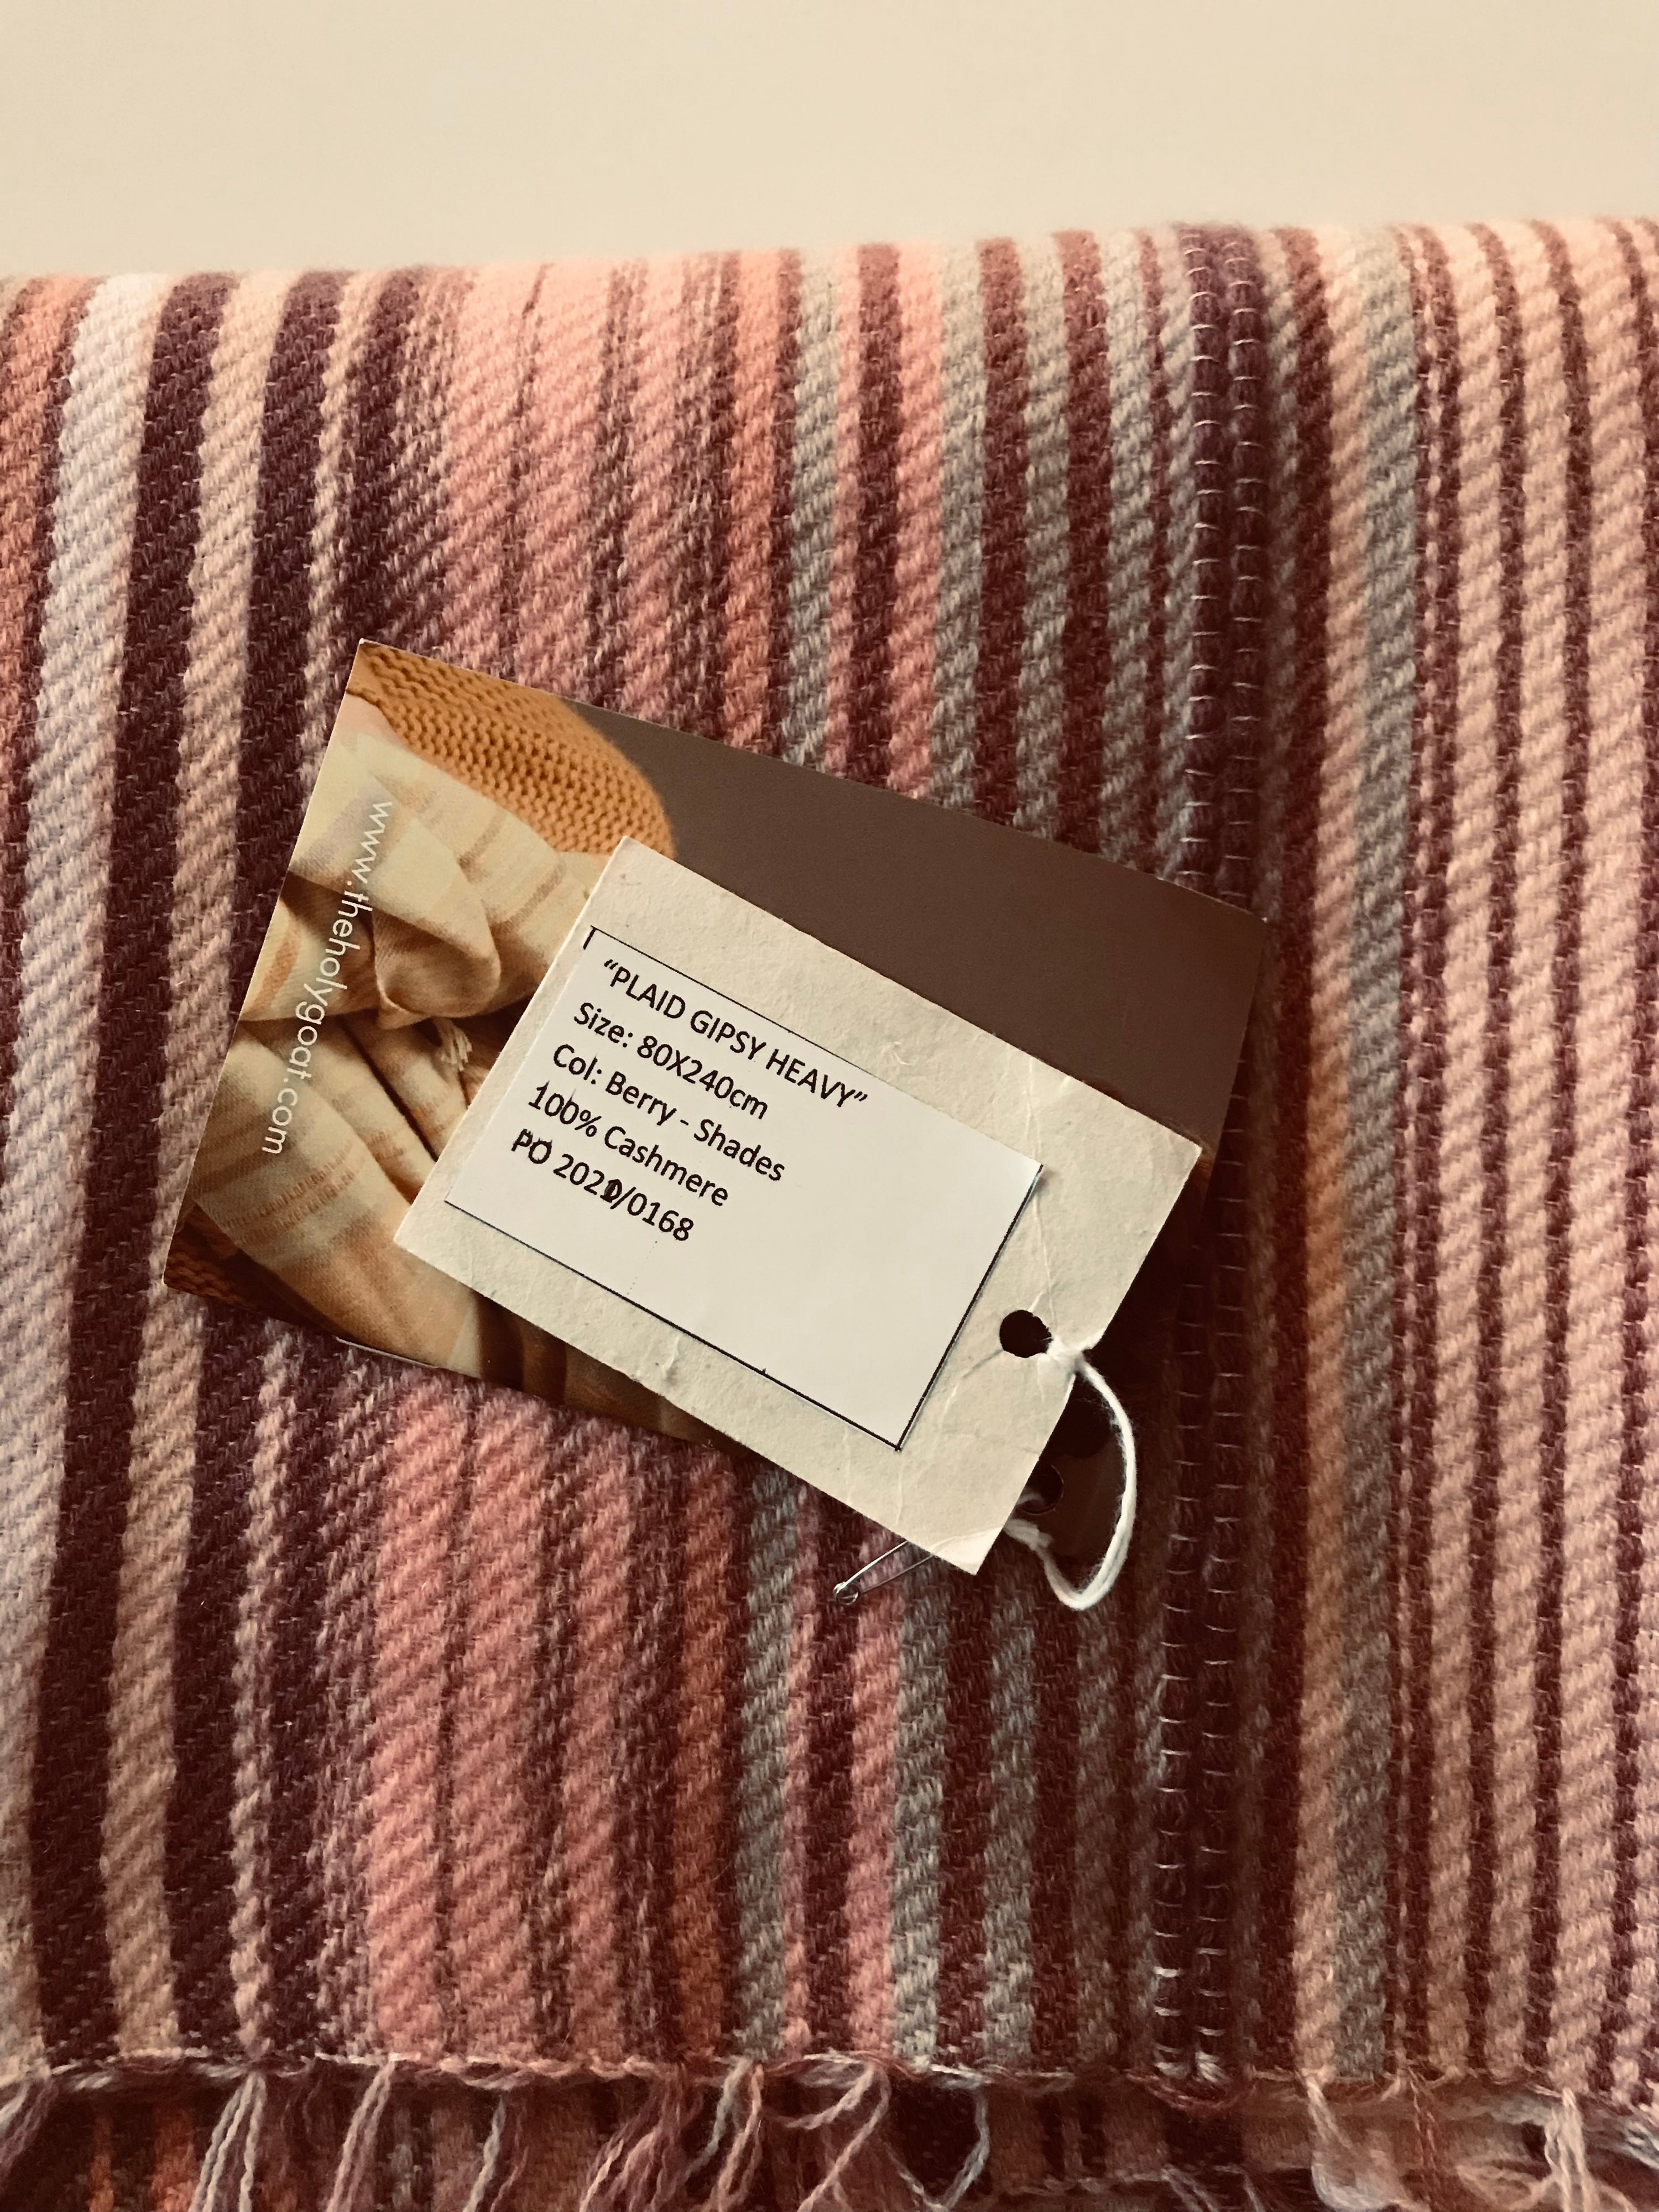 www.theholygoat.com
“PLAID GIPSY HEAVY”
Size: 80X240cm
Col: Berry - Shades
100% Cashmere
PO